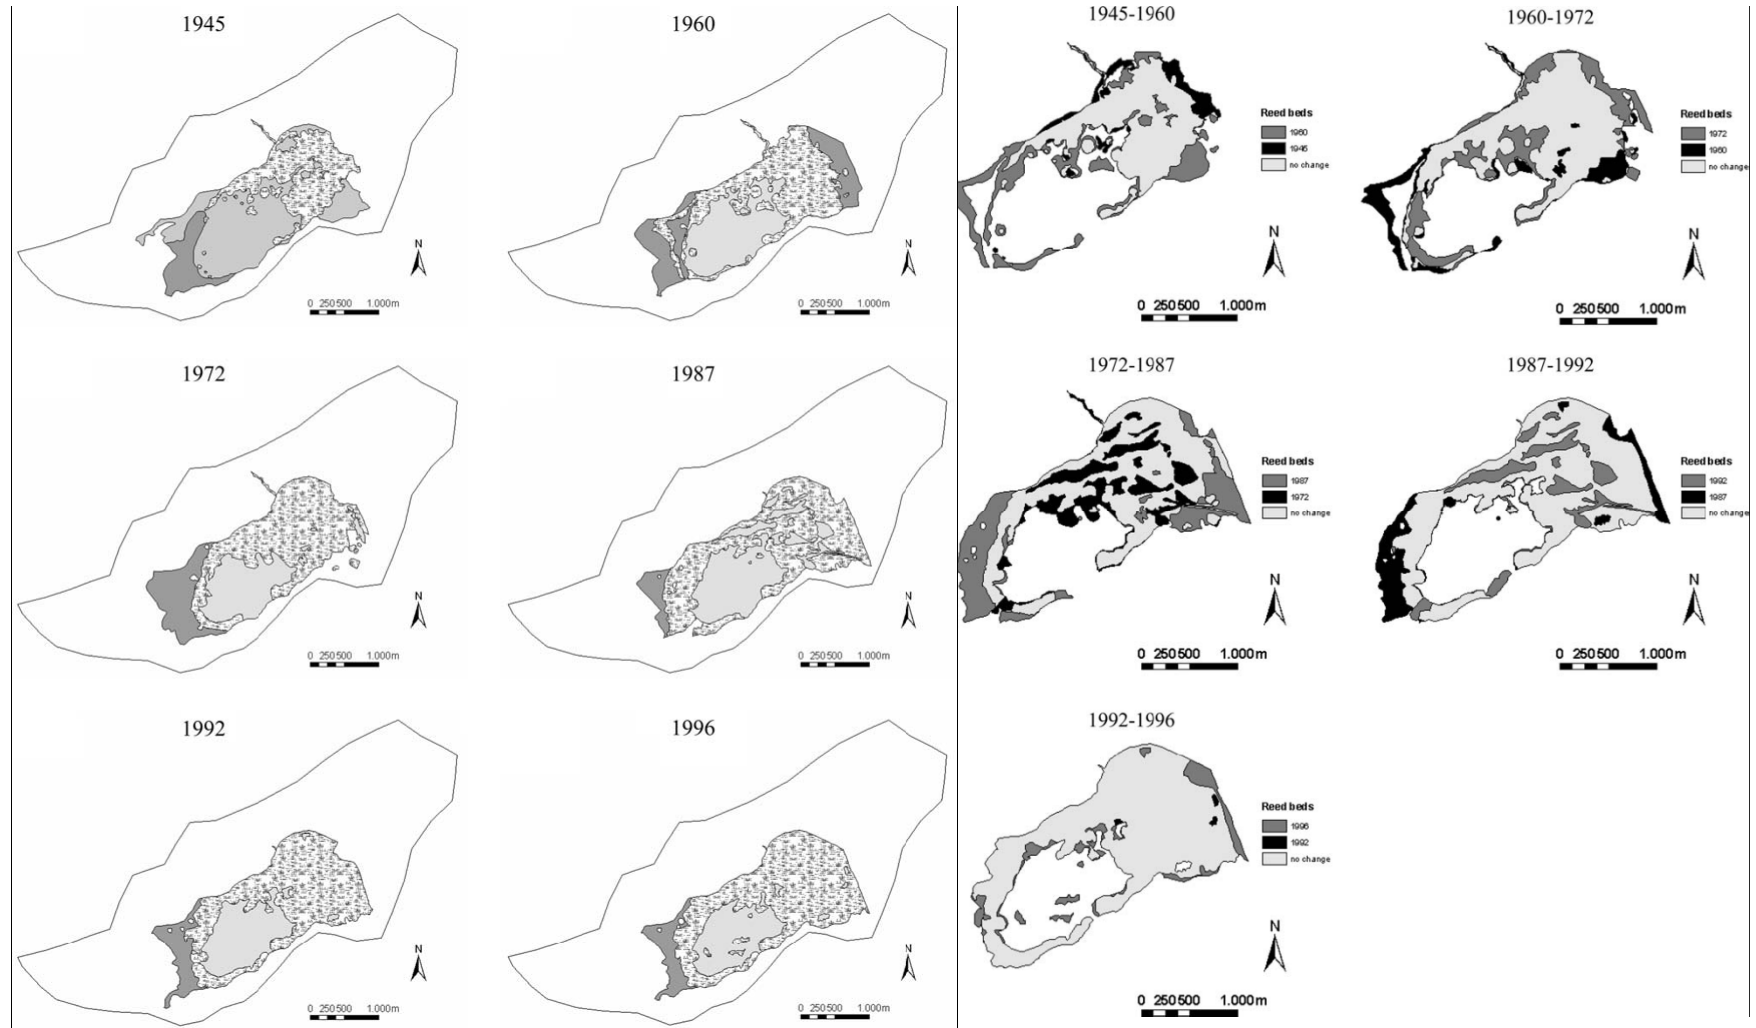 1945
N
0 250500 1.000m
1960
N
0 250500 1.000m
1945-1960
Reed beds
1960
1945
no change
N
0 250500 1.000m
1960-1972
Reed beds
1972
1960
no change
N
0 250500 1.000m
1972
N
0 250500 1.000m
1987
N
0 250500 1.000m
1972-1987
Reed beds
1987
1972
no change
N
0 250500 1.000m
1987-1992
Reed beds
1992
1987
no change
N
0 250500 1.000m
1992
N
0 250500 1.000m
1996
N
0 250500 1.000m
1992-1996
Reed beds
1996
1992
no change
N
0 250500 1.000m